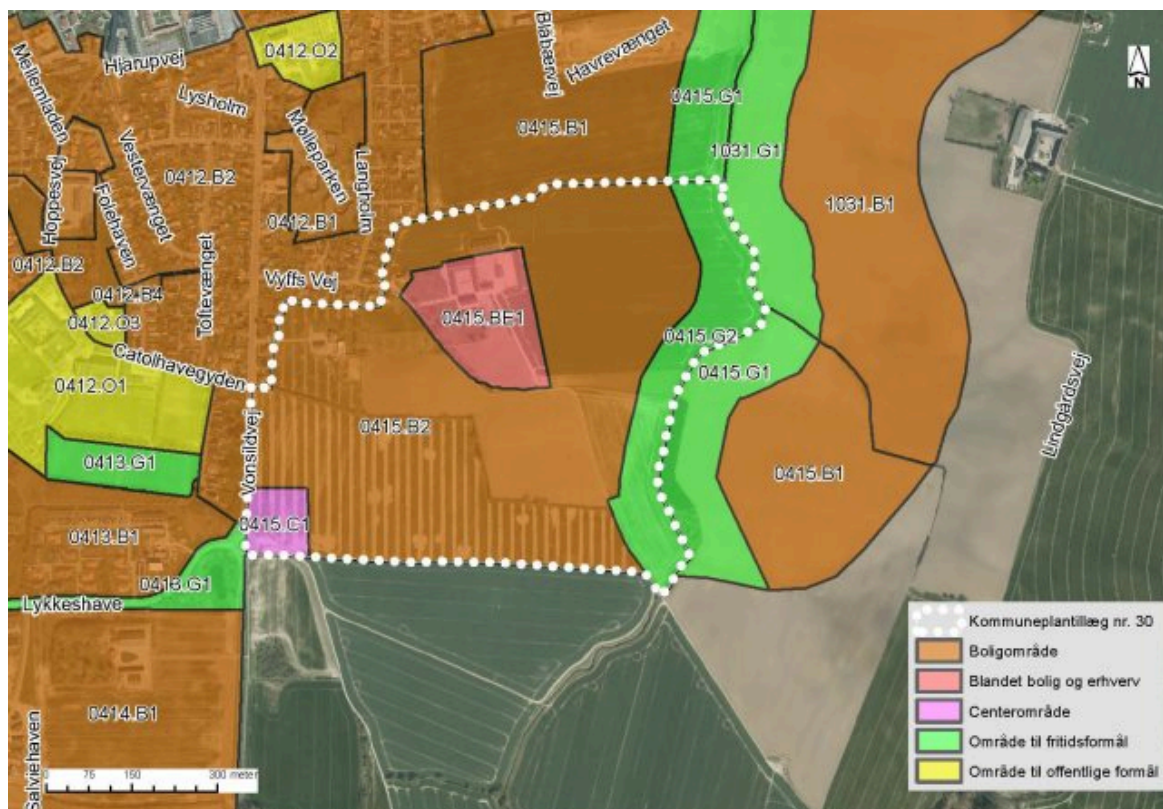 Hjarupvej
0412.O2
Blåbærvej
Havrevænget
N
Mellemladen
Lysholm
Mølleparken
Langholm
0415.B1
0415.G1
1031.G1
Hoppesvej
Folehaven
Vestervænget
0412.B2
0412.B1
1031.B1
0412.B2
0412.B4
Toftevænget
Vyffs Vej
0412.O3
0415.BE1
0415.G2
0415.G1
Catolhavegyden
0412.O1
0415.B2
Vonsildvej
0413.G1
0415.B1
Lindgårdsvej
0413.B1
0415.C1
0413.G1
Lykkeshave
0414.B1
Salviehaven
0 75 150 300 meter
Kommuneplantillæg nr. 30
Boligområde
Blandet bolig og erhverv
Centerområde
Område til fritidsformål
Område til offentlige formål